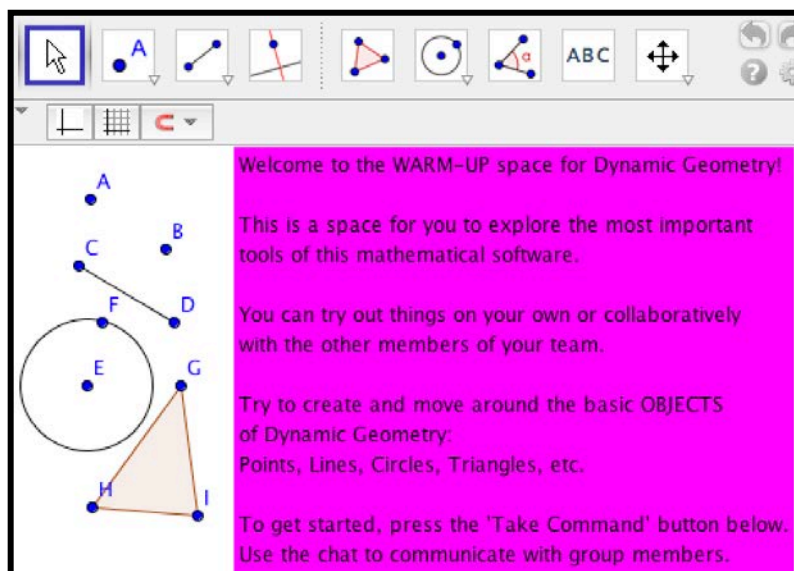 A
α
ABC
?
A
B
C
D
F
E
G
H
I
Welcome to the WARM-UP space for Dynamic Geometry!
This is a space for you to explore the most important
tools of this mathematical software.
You can try out things on your own or collaboratively
with the other members of your team.
Try to create and move around the basic OBJECTS
of Dynamic Geometry:
Points, Lines, Circles, Triangles, etc.
To get started, press the 'Take Command' button below.
Use the chat to communicate with group members.